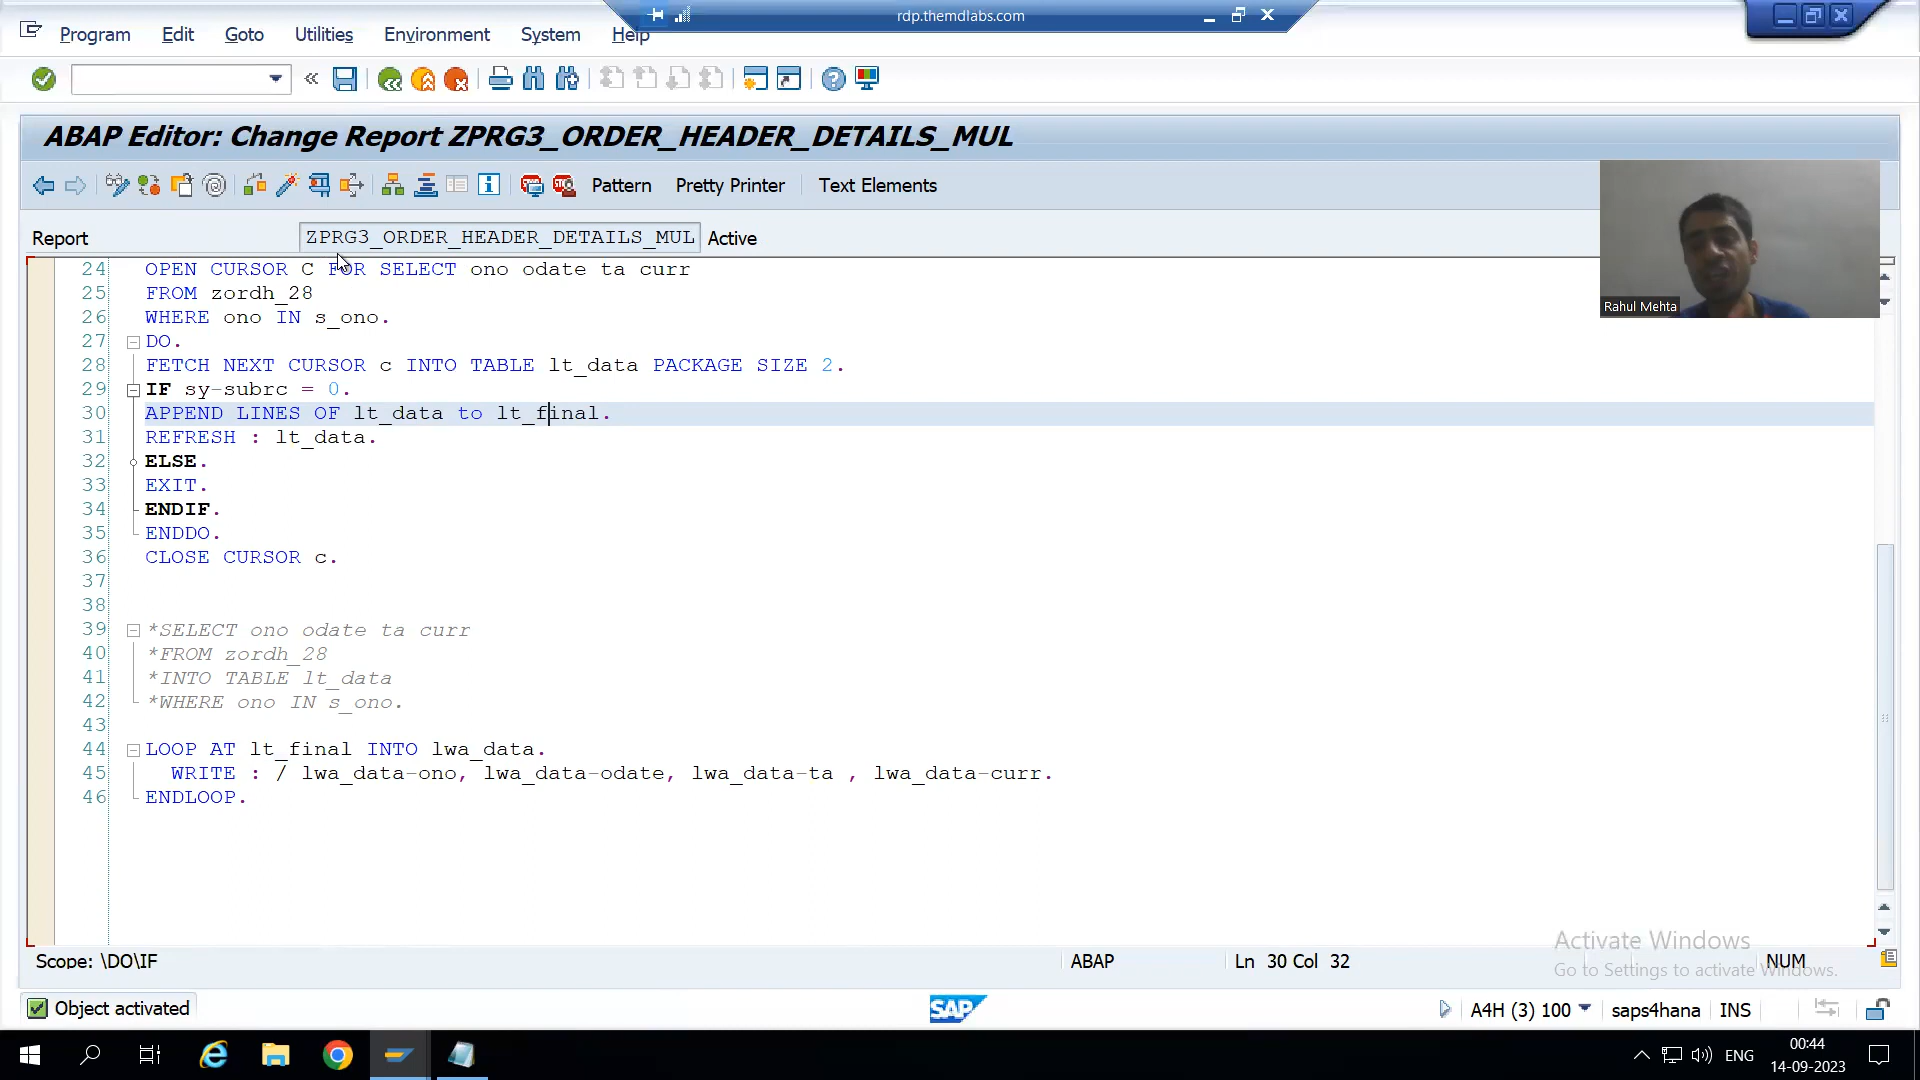 rdp.themdlabs.com
Program Edit Goto Utilities Environment System Help
ABAP Editor: Change Report ZPRG3_ORDER_HEADER_DETAILS_MUL
Pattern Pretty Printer Text Elements
Report ZPRG3_ORDER_HEADER_DETAILS_MUL Active
Rahul Mehta
24 OPEN CURSOR C FOR SELECT ono odate ta curr
25 FROM zordh_28
26 WHERE ono IN s_ono.
27 DO.
28 FETCH NEXT CURSOR c INTO TABLE lt_data PACKAGE SIZE 2.
29 IF sy-subrc = 0.
30 APPEND LINES OF lt_data to lt_final.
31 REFRESH : lt_data.
32 ELSE.
33 EXIT.
34 ENDIF.
35 ENDDO.
36 CLOSE CURSOR c.
37
38
39 *SELECT ono odate ta curr
40 *FROM zordh_28
41 *INTO TABLE lt_data
42 *WHERE ono IN s_ono.
43
44 LOOP AT lt_final INTO lwa_data.
45 WRITE : / lwa_data-ono, lwa_data-odate, lwa_data-ta , lwa_data-curr.
46 ENDLOOP.
Activate Windows
Go to Settings to activate Windows.
Scope: \DO\IF ABAP Ln 30 Col 32 NUM
Object activated SAP A4H (3) 100 saps4hana INS
ENG 00:44
14-09-2023